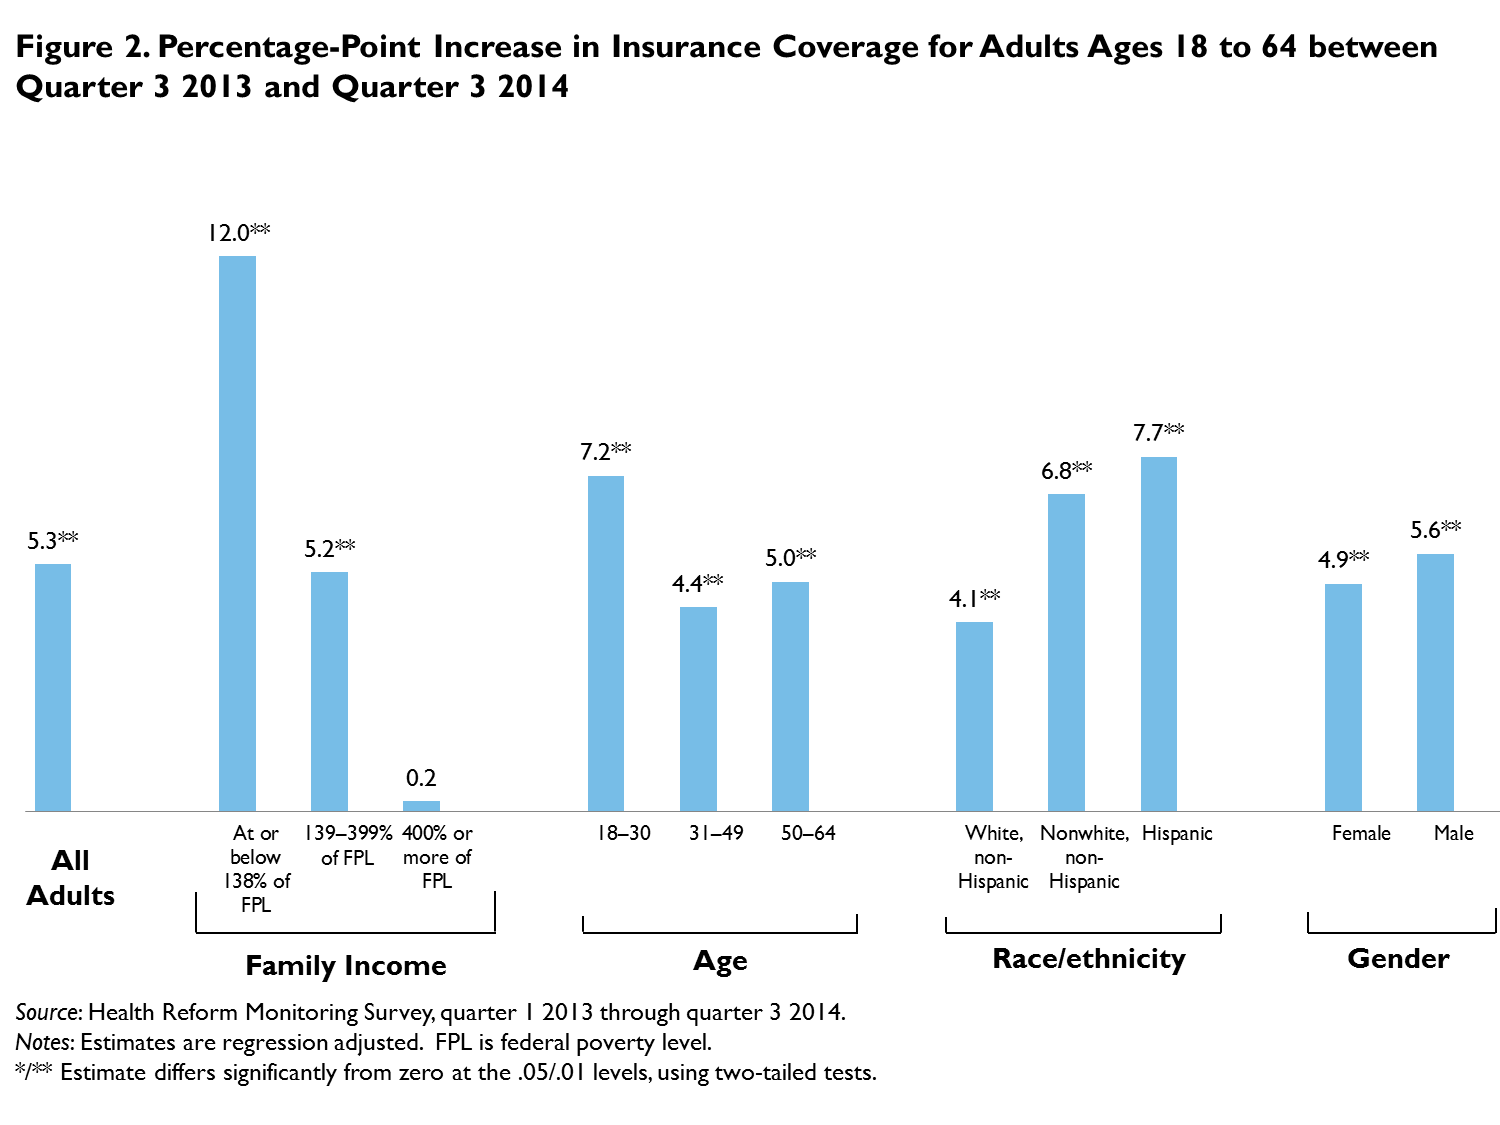 Figure 2. Percentage-Point Increase in Insurance Coverage for Adults Ages 18 to 64 between
Quarter 3 2013 and Quarter 3 2014
5.3**
12.0**
5.2**
0.2
7.2**
4.4**
5.0**
4.1**
6.8**
7.7**
4.9**
5.6**
All
Adults
At or
below
138% of
FPL
139–399%
of FPL
400% or
more of
FPL
Family Income
18–30
31–49
50–64
Age
White,
non-
Hispanic
Nonwhite,
non-
Hispanic
Hispanic
Race/ethnicity
Female
Male
Gender
Source: Health Reform Monitoring Survey, quarter 1 2013 through quarter 3 2014.
Notes: Estimates are regression adjusted.  FPL is federal poverty level.
*/** Estimate differs significantly from zero at the .05/.01 levels, using two-tailed tests.